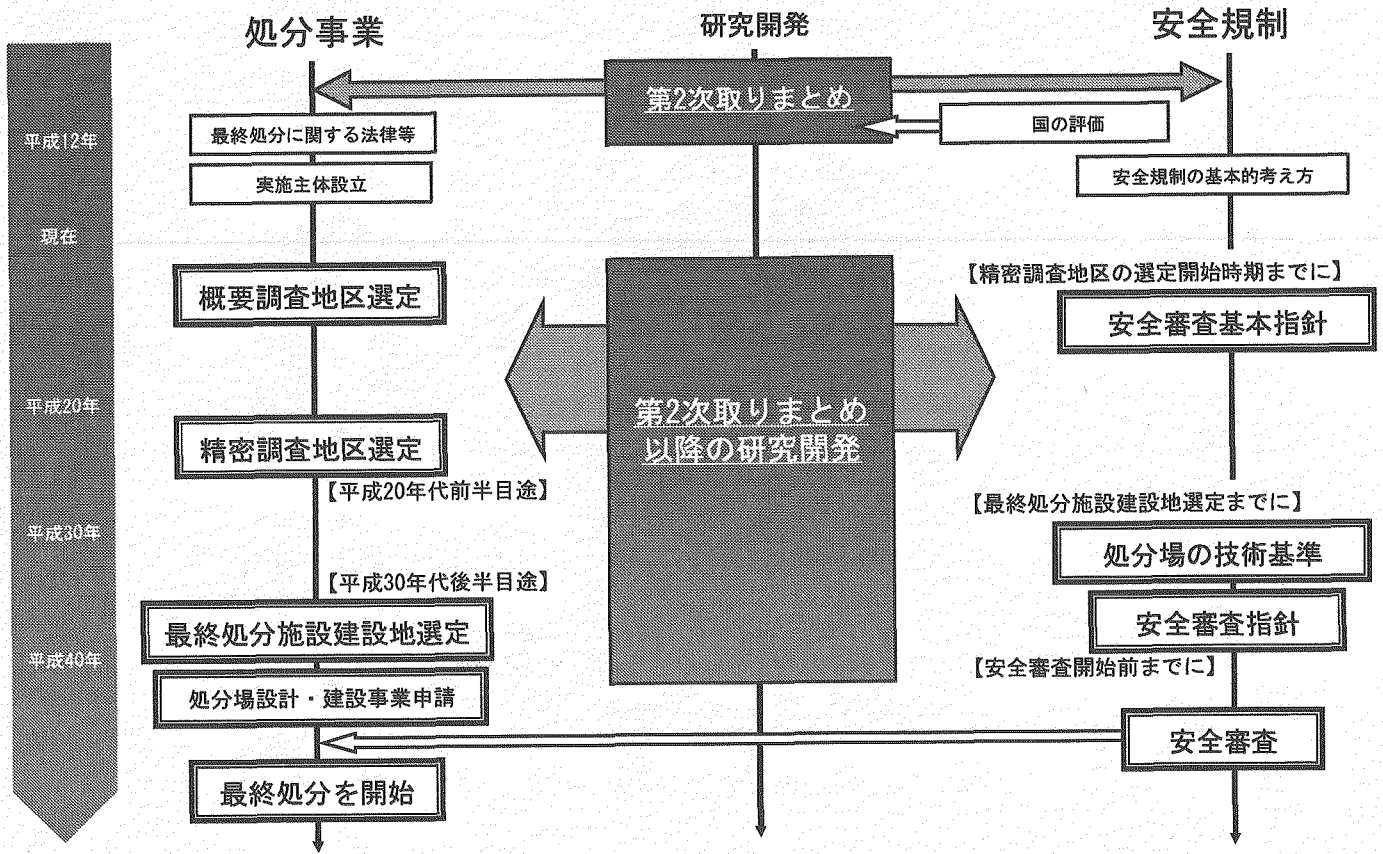 処分事業
研究開発
安全規制
平成12年
現在
平成20年
平成30年
平成40年
最終処分に関する法律等
実施主体設立
概要調査地区選定
精密調査地区選定
【平成20年代前半目途】
【平成30年代後半目途】
最終処分施設建設地選定
処分場設計・建設事業申請
最終処分を開始
第2次取りまとめ
国の評価
第2次取りまとめ
以降の研究開発
安全規制の基本的考え方
【精密調査地区の選定開始時期までに】
安全審査基本指針
【最終処分施設建設地選定までに】
処分場の技術基準
安全審査指針
【安全審査開始前までに】
安全審査